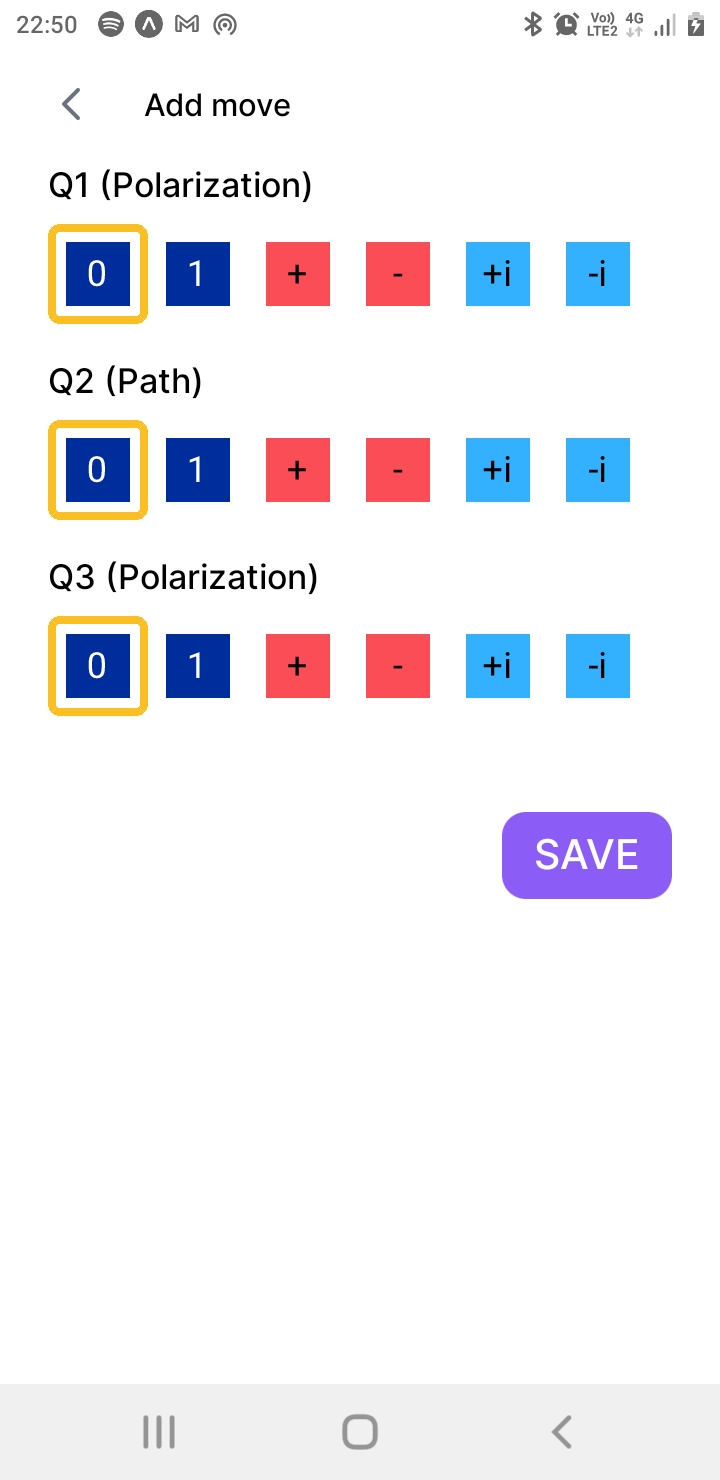 22:50 Vo) 4G
LTE2
Add move
Q1 (Polarization)
0 1 + - +i -i
Q2 (Path)
0 1 + - +i -i
Q3 (Polarization)
0 1 + - +i -i
SAVE